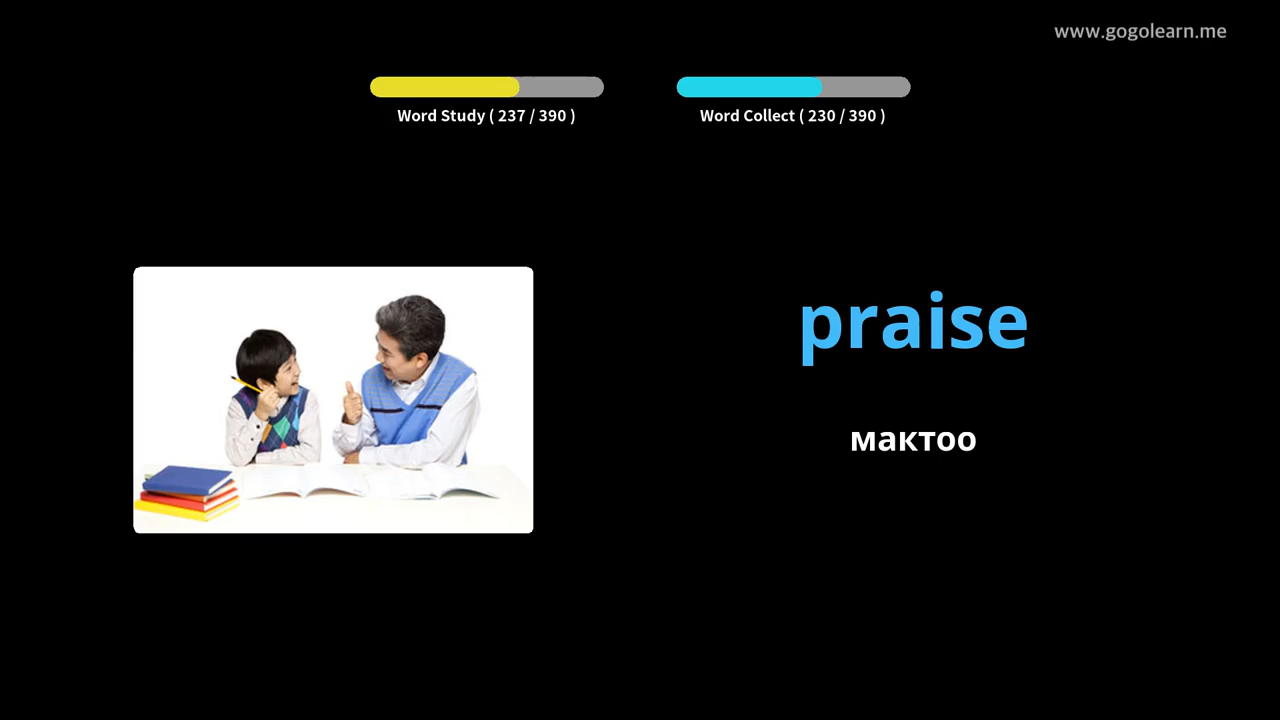 www.gogolearn.me
Word Study ( 237 / 390 )
Word Collect ( 230 / 390 )
praise
мактоо